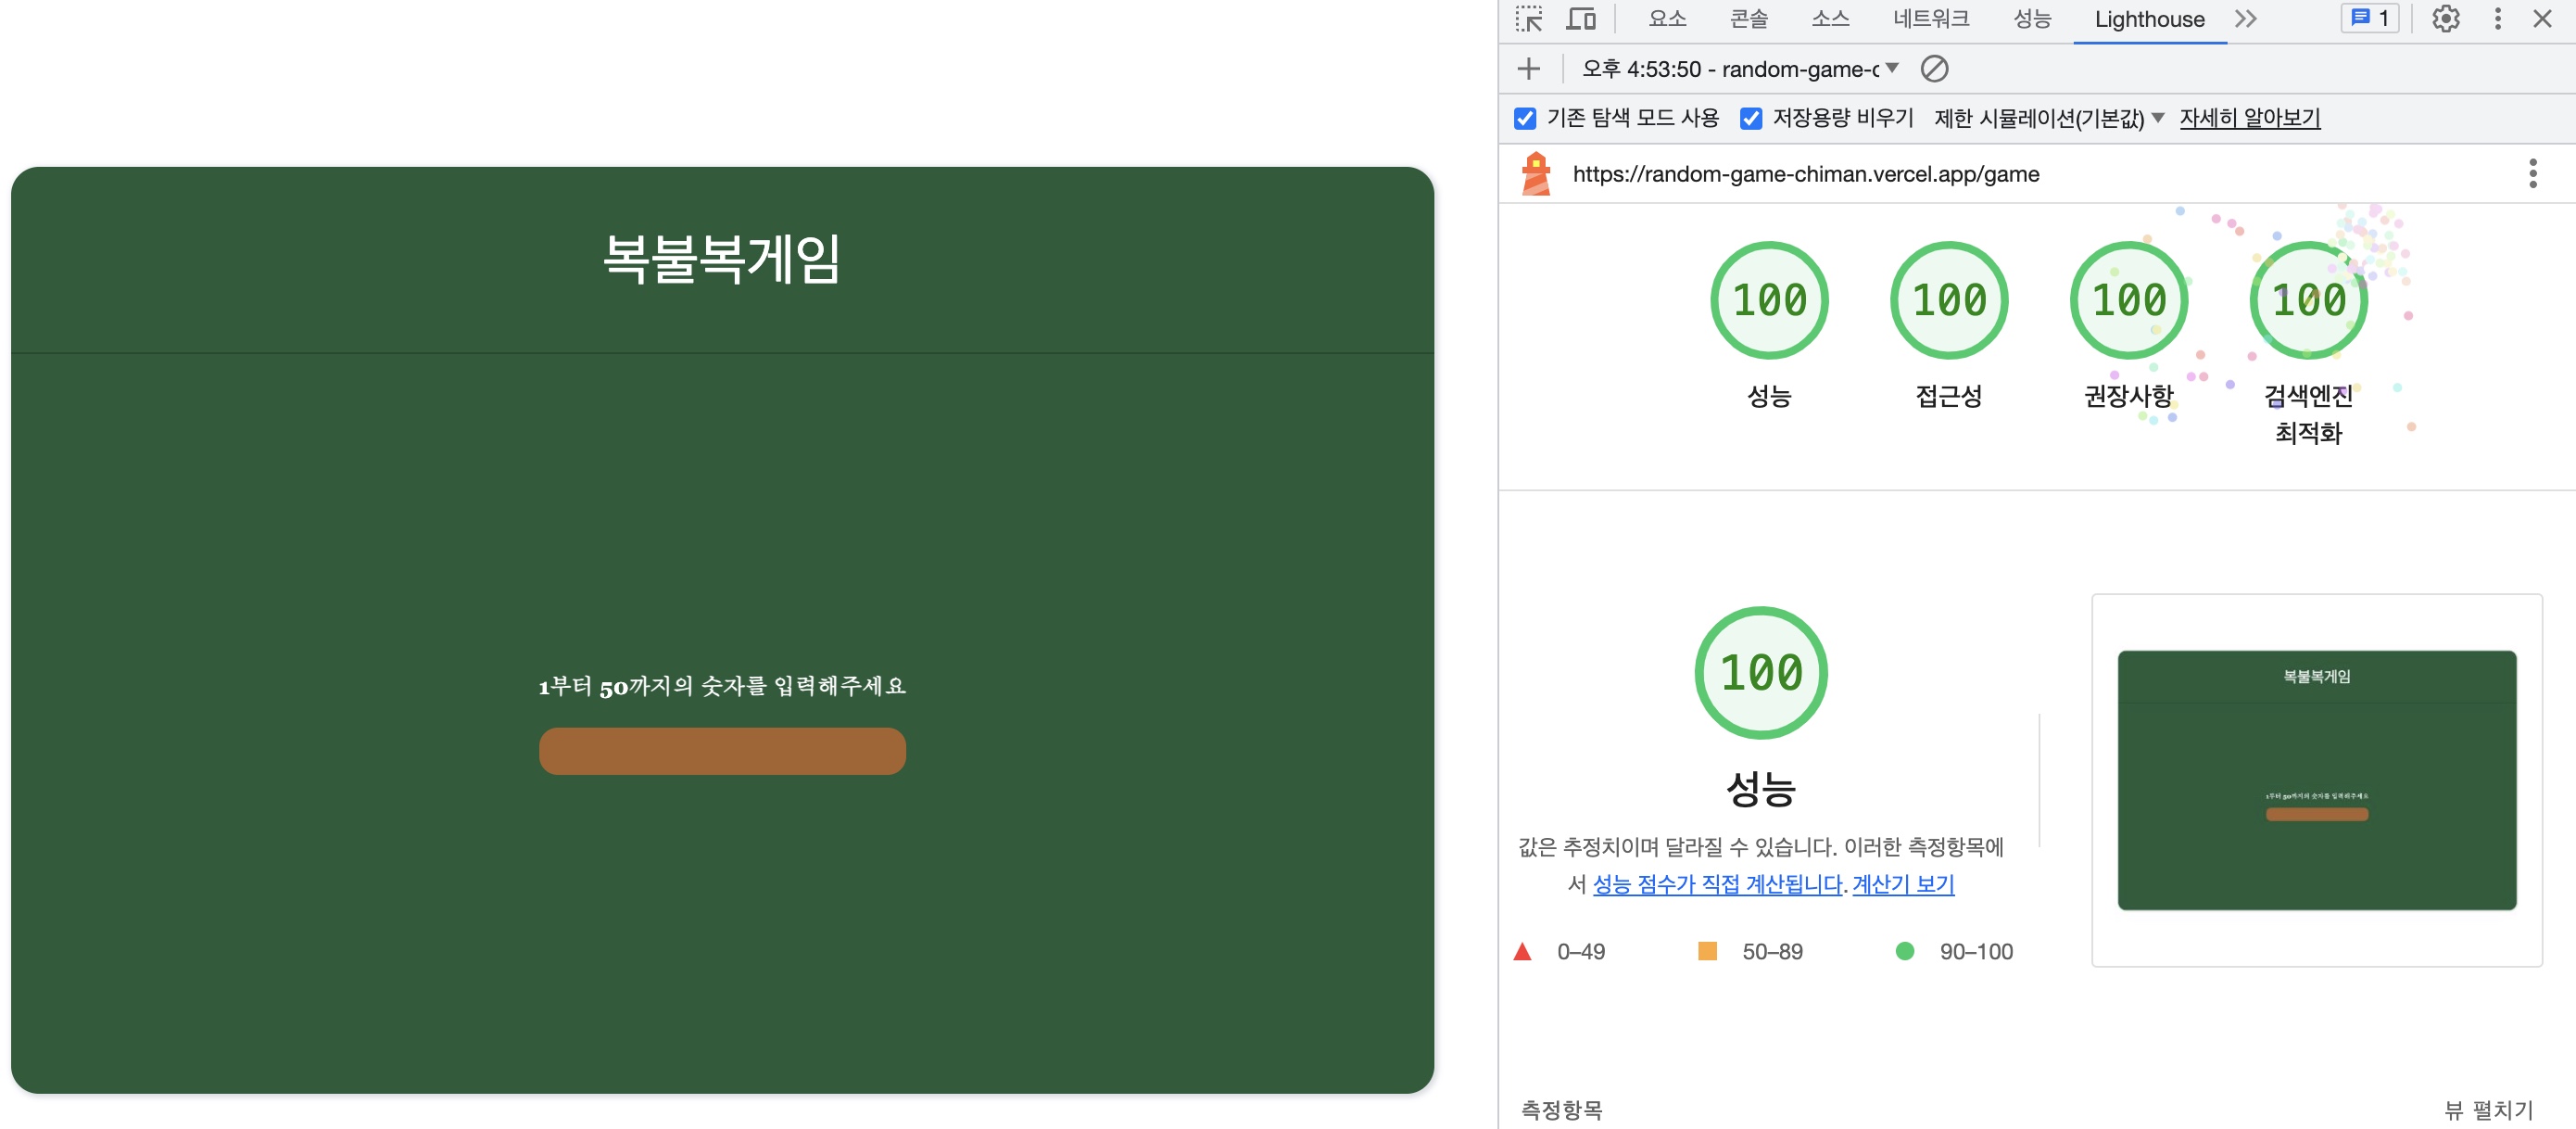 복불복게임
1부터 50까지의 숫자를 입력해주세요
요소 콘솔 소스 네트워크 성능 Lighthouse 1
오후 4:53:50 - random-game-c
기존 탐색 모드 사용 저장용량 비우기 제한 시뮬레이션(기본값) 자세히 알아보기
https://random-game-chiman.vercel.app/game
100 100 100 100
성능 접근성 권장사항 검색엔진
최적화
100
성능
값은 추정치이며 달라질 수 있습니다. 이러한 측정항목에
서 성능 점수가 직접 계산됩니다. 계산기 보기
0–49 50–89 90–100
복불복게임
1부터 50까지의 숫자를 입력해주세요
측정항목 뷰 펼치기